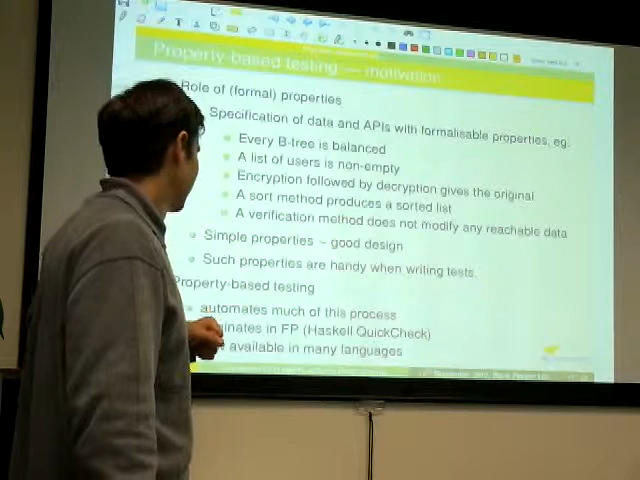 Property-based testing — motivation
Role of (formal) properties
Specification of data and APIs with formalisable properties, eg.
Every B-tree is balanced
A list of users is non-empty
Encryption followed by decryption gives the original
A sort method produces a sorted list
A verification method does not modify any reachable data
Simple properties ~ good design
Such properties are handy when writing tests.
Property-based testing
automates much of this process
inates in FP (Haskell QuickCheck)
available in many languages